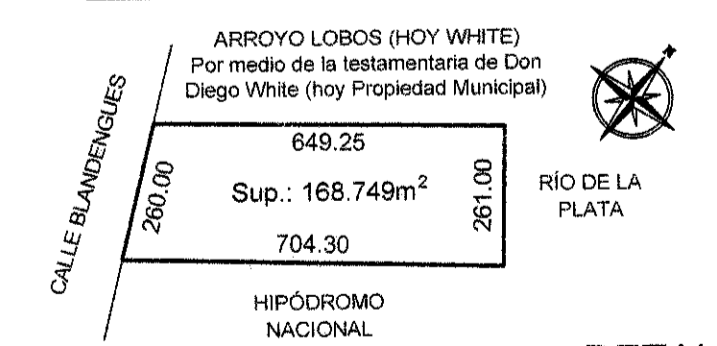 ARROYO LOBOS (HOY WHITE)
Por medio de la testamentaria de Don
Diego White (hoy Propiedad Municipal)
CALLE BLANDENGUES
649.25
260.00
Sup.: 168.749m²
261.00
704.30
RÍO DE LA
PLATA
HIPÓDROMO
NACIONAL